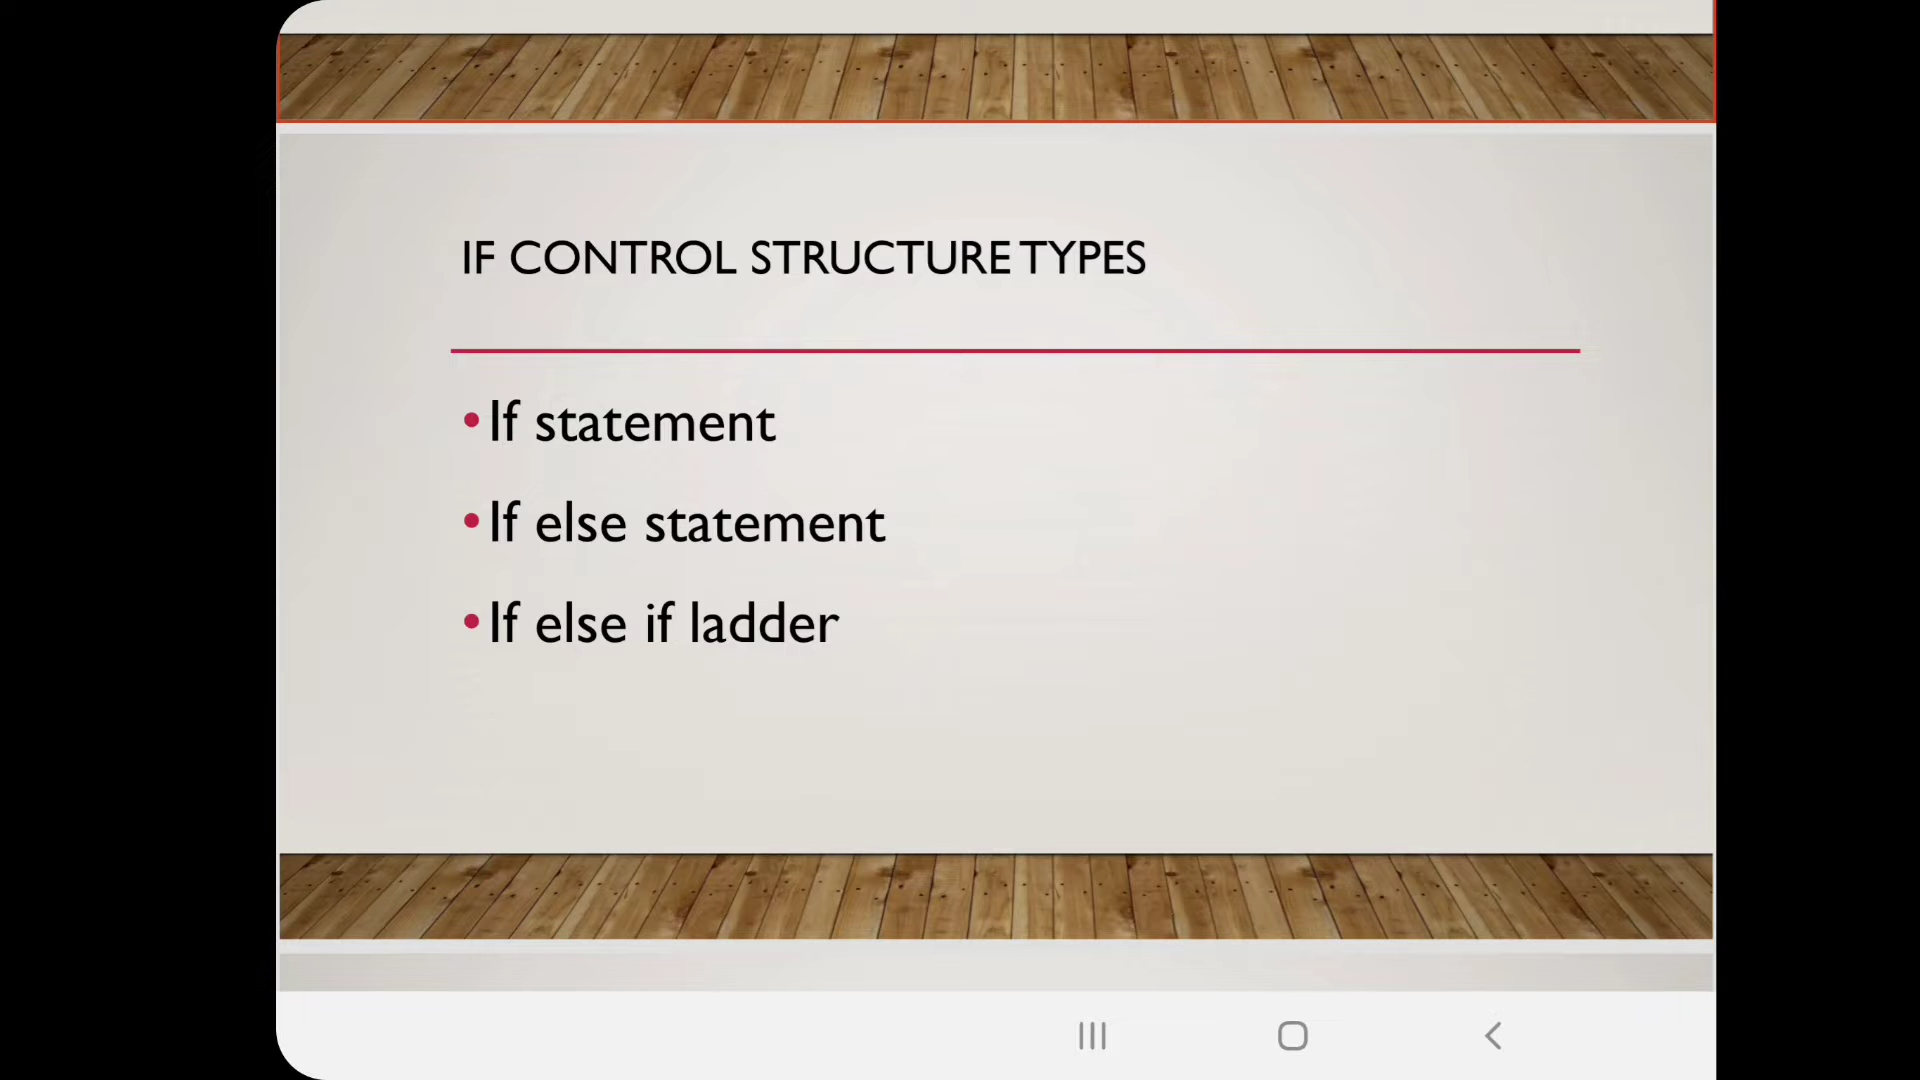 IF CONTROL STRUCTURE TYPES
•If statement
•If else statement
•If else if ladder